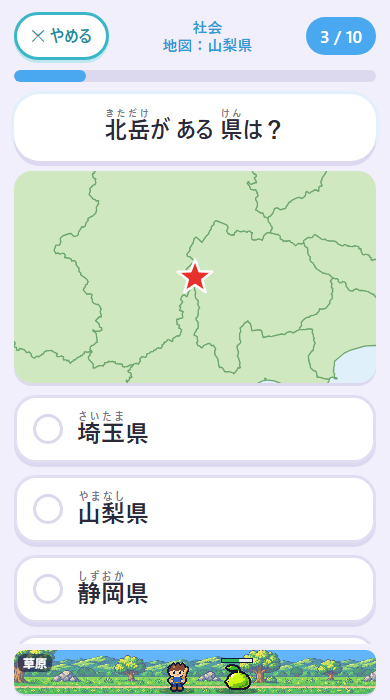 やめる
社会
地図：山梨県
3 / 10
きただけ けん
北岳が ある 県は？
さいたま
埼玉県
やまなし
山梨県
しずおか
静岡県
草原